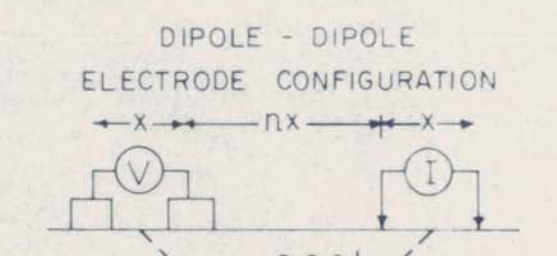 DIPOLE - DIPOLE
ELECTRODE CONFIGURATION
x nx x
V I